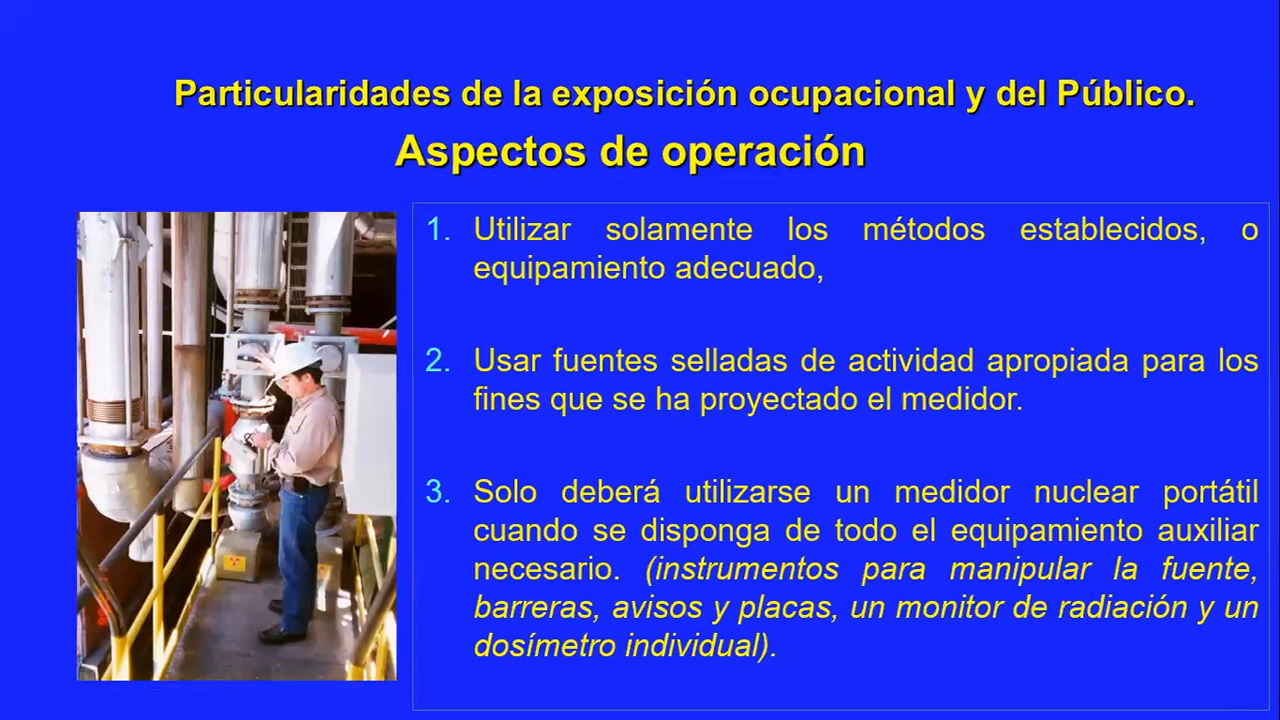 Particularidades de la exposición ocupacional y del Público.
Aspectos de operación
1. Utilizar solamente los métodos establecidos, o
equipamiento adecuado,
2. Usar fuentes selladas de actividad apropiada para los
fines que se ha proyectado el medidor.
3. Solo deberá utilizarse un medidor nuclear portátil
cuando se disponga de todo el equipamiento auxiliar
necesario. (instrumentos para manipular la fuente,
barreras, avisos y placas, un monitor de radiación y un
dosímetro individual).